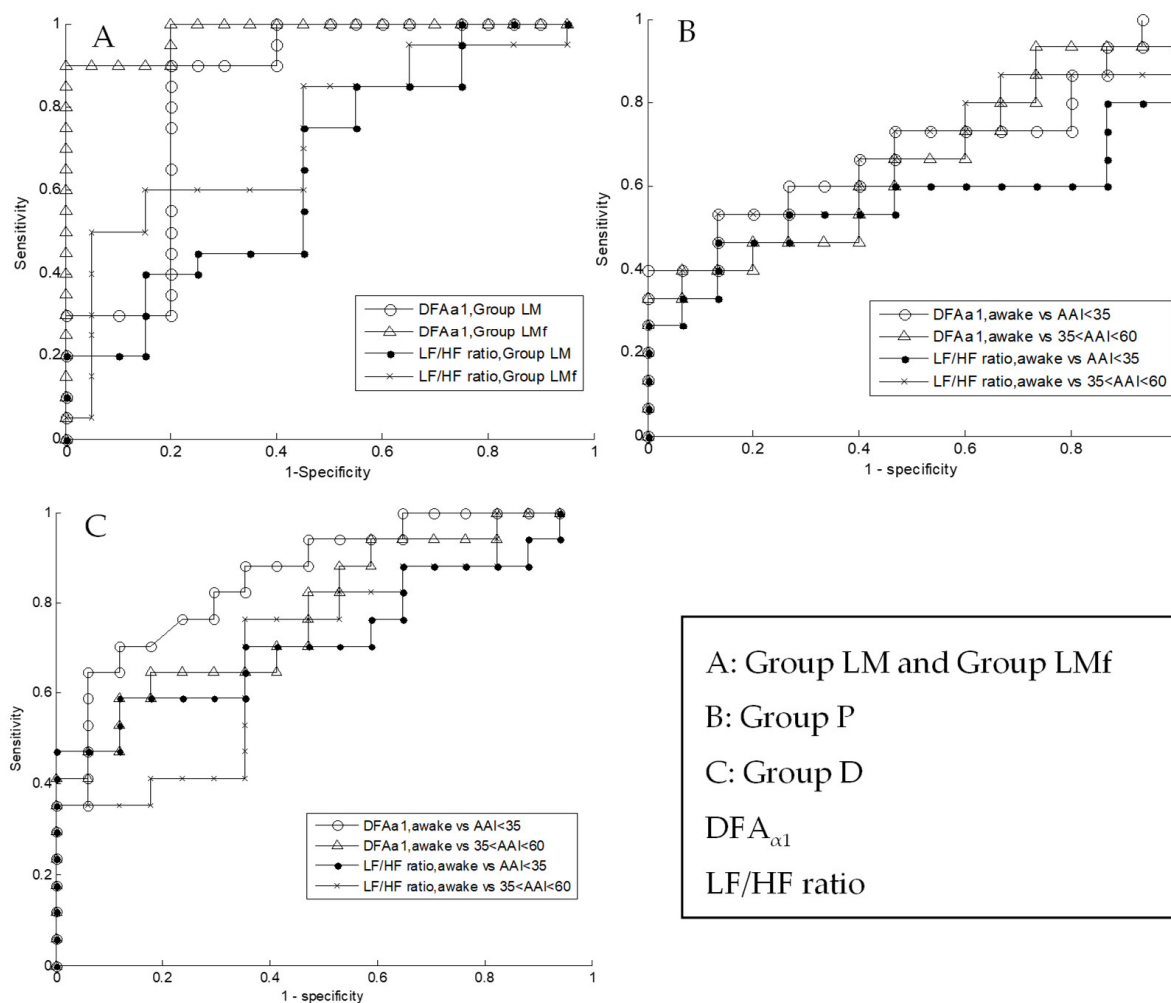 A
1
0.8
0.6
0.4
0.2
0
Sensitivity
0
0.2
0.4
0.6
0.8
1
1-Specificity
DFAa1,Group LM
DFAa1,Group LMf
LF/HF ratio,Group LM
LF/HF ratio,Group LMf
B
1
0.8
0.6
0.4
0.2
0
Sensitivity
0
0.2
0.4
0.6
0.8
1 - specificity
DFAa1,awake vs AAI<35
DFAa1,awake vs 35<AAI<60
LF/HF ratio,awake vs AAI<35
LF/HF ratio,awake vs 35<AAI<60
C
1
0.8
0.6
0.4
0.2
0
Sensitivity
0
0.2
0.4
0.6
0.8
1
1 - specificity
DFAa1,awake vs AAI<35
DFAa1,awake vs 35<AAI<60
LF/HF ratio,awake vs AAI<35
LF/HF ratio,awake vs 35<AAI<60
A: Group LM and Group LMf
B: Group P
C: Group D
DFAα1
LF/HF ratio